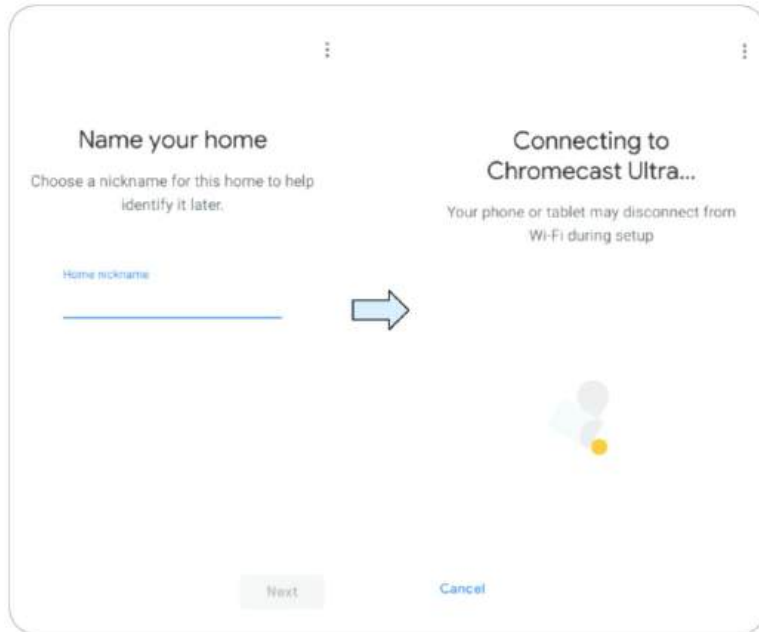 Name your home
Choose a nickname for this home to help
identify it later.
Home nickname
Next
Connecting to
Chromecast Ultra...
Your phone or tablet may disconnect from
Wi-Fi during setup
Cancel